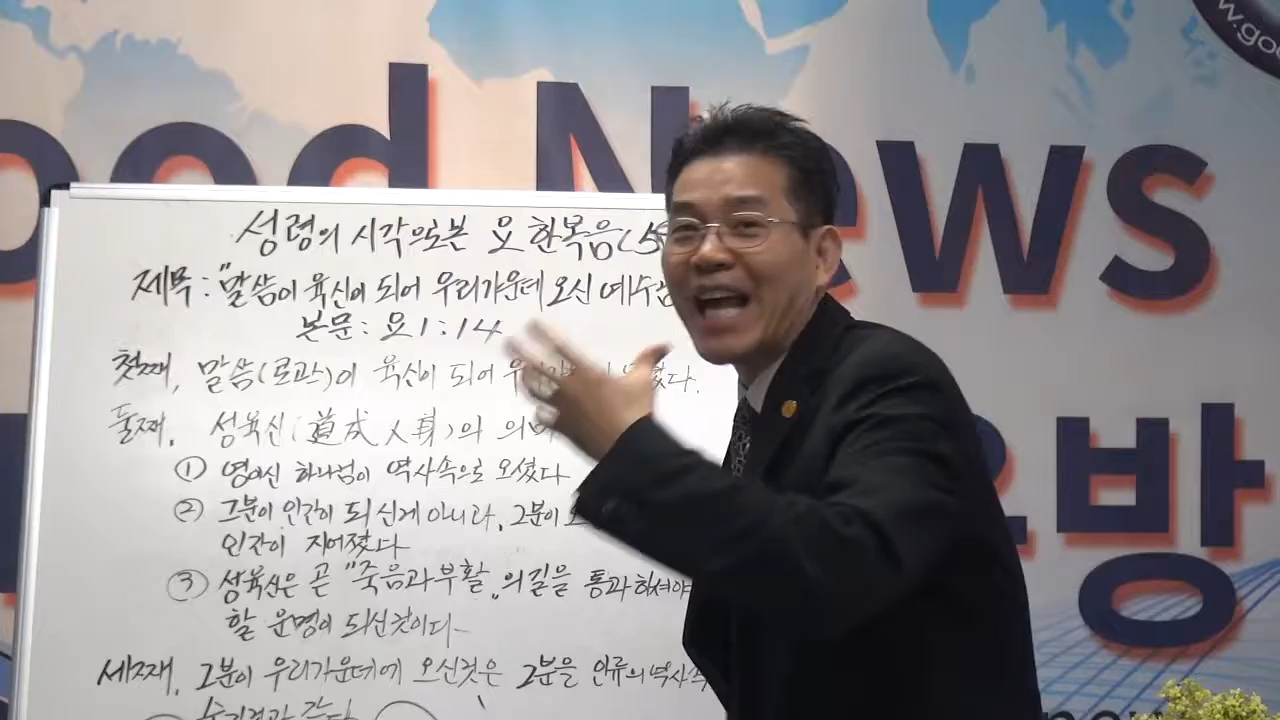 www.goo
Good News
방
성령의 시각으로본 요한복음(5
제목: "말씀이 육신이 되어 우리가운데 오신 예수님
본문: 요1:14
첫째, 말씀(로고스)이 육신이 되어
둘째, 성육신(道成人身)의
① 영이신 하나님이 역사속으로 오셨다
② 그분이 인간이 되신게 아니라, 그분이
인간이 지어졌다
③ 성육신은 곧 "죽음과 부활„의길을 통과하셔야
할 운명이 되신것이다
세째, 그분이 우리가운데에 오신것은 그분을 인류의역사속